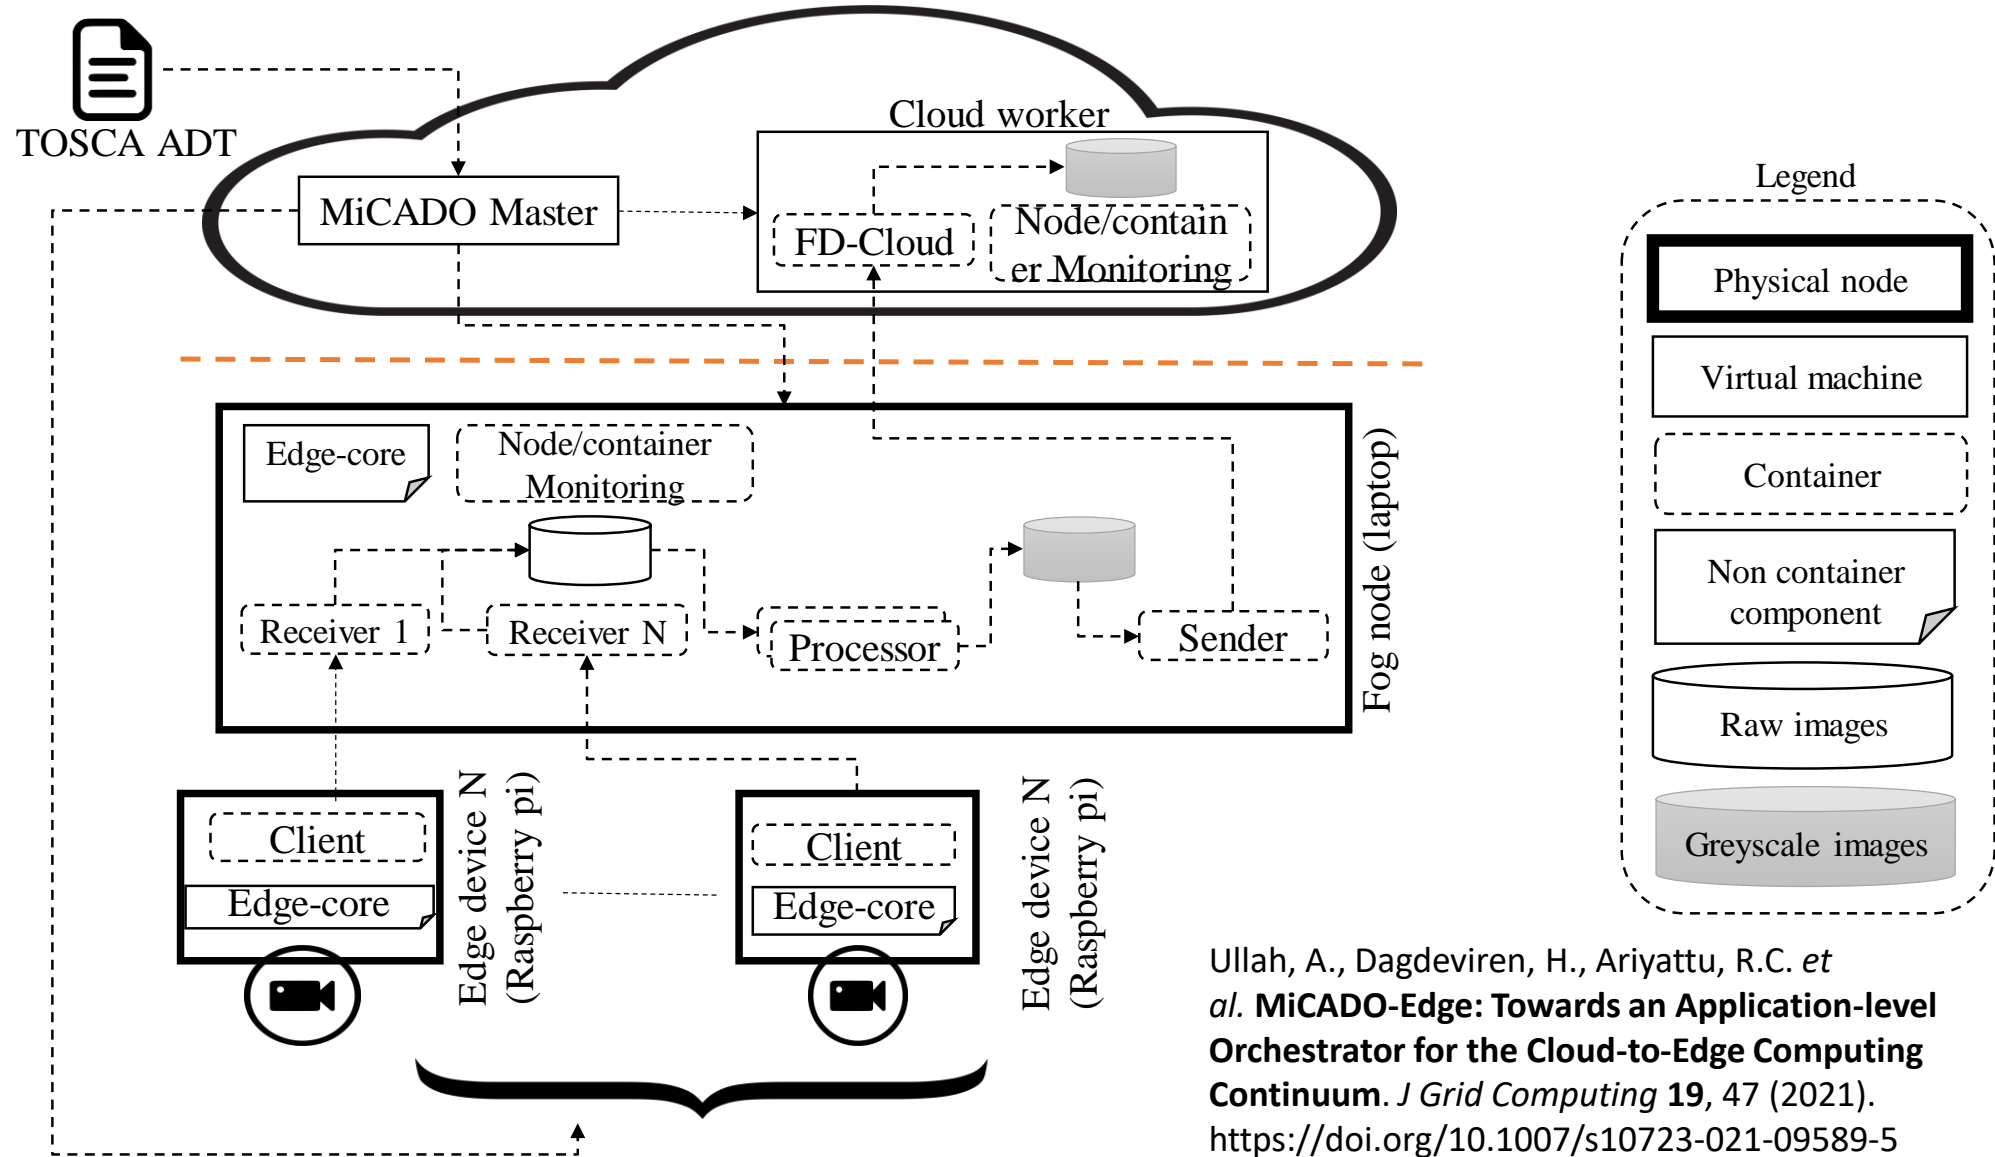 TOSCA ADT
Cloud worker
MiCADO Master
FD-Cloud
Node/contain
er Monitoring
Edge-core
Node/container
Monitoring
Receiver 1
Receiver N
Processor
Sender
Fog node (laptop)
Client
Edge-core
Edge device N
(Raspberry pi)
Client
Edge-core
Edge device N
(Raspberry pi)
Legend
Physical node
Virtual machine
Container
Non container
component
Raw images
Greyscale images
Ullah, A., Dagdeviren, H., Ariyattu, R.C. et
al. MiCADO-Edge: Towards an Application-level
Orchestrator for the Cloud-to-Edge Computing
Continuum. J Grid Computing 19, 47 (2021).
https://doi.org/10.1007/s10723-021-09589-5